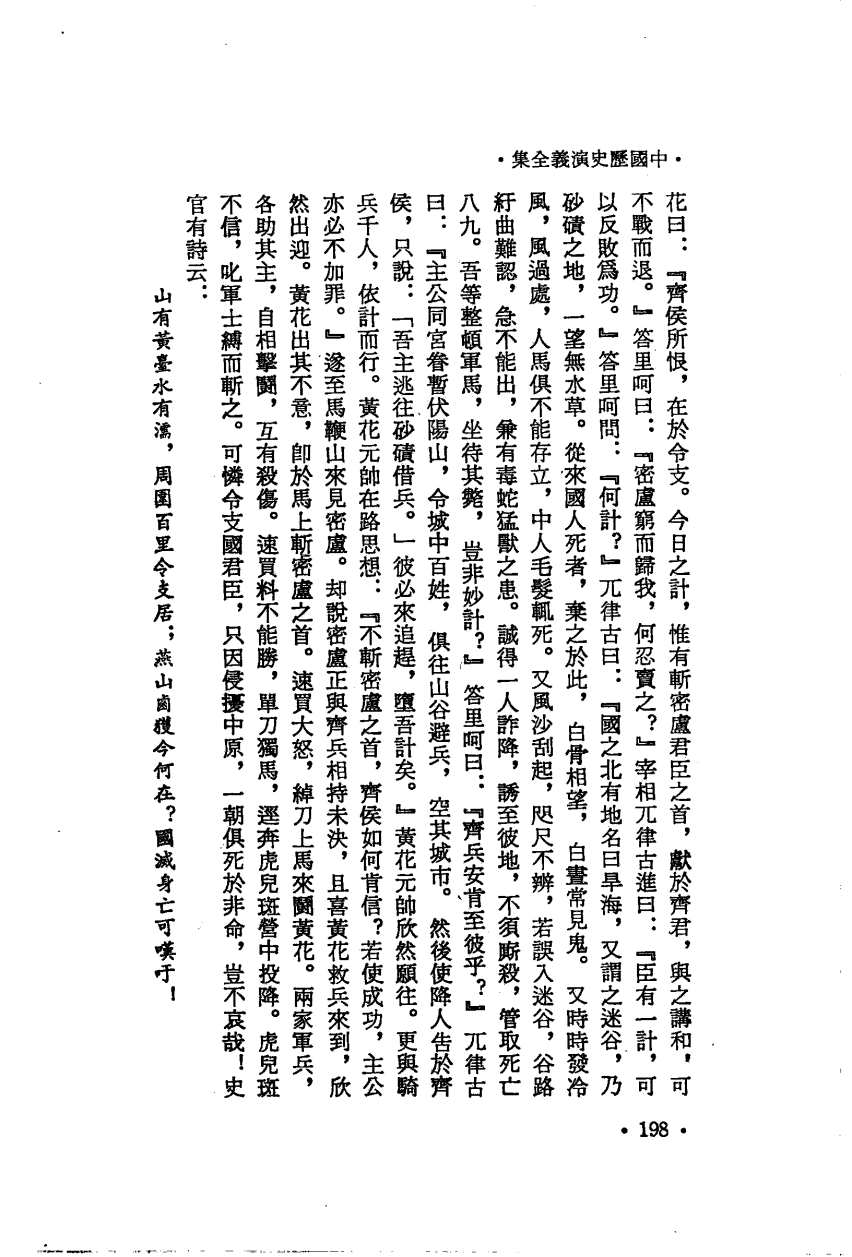 ·中國歷史演義全集·
花曰：『齊侯所恨，在於令支。今日之計，惟有斬密盧君臣之首，獻於齊君，與之講和，可
不戰而退。』答里呵曰：『密盧窮而歸我，何忍賣之？』宰相兀律古進曰：『臣有一計，可
以反敗爲功。』答里呵問：『何計？』兀律古曰：『國之北有地名曰旱海，又謂之迷谷，乃
砂磧之地，一望無水草。從來國人死者，棄之於此，白骨相望，白晝常見鬼。又時時發冷
風，風過處，人馬俱不能存立，中人毛髮輒死。又風沙刮起，咫尺不辨，若誤入迷谷，谷路
紆曲難認，急不能出，兼有毒蛇猛獸之患。誠得一人詐降，誘至彼地，不須廝殺，管取死亡
八九。吾等整頓軍馬，坐待其斃，豈非妙計？』答里呵曰：『齊兵安肯至彼乎？』兀律古
曰：『主公同宮眷暫伏陽山，令城中百姓，俱往山谷避兵，空其城市。然後使降人告於齊
侯，只說：「吾主逃往砂磧借兵。」彼必來追趕，墮吾計矣。』黃花元帥欣然願往。更與騎
兵千人，依計而行。黃花元帥在路思想：『不斬密盧之首，齊侯如何肯信？若使成功，主公
亦必不加罪。』遂至馬鞭山來見密盧。却說密盧正與齊兵相持未決，且喜黃花救兵來到，欣
然出迎。黃花出其不意，卽於馬上斬密盧之首。速買大怒，綽刀上馬來鬭黃花。兩家軍兵，
各助其主，自相擊鬭，互有殺傷。速買料不能勝，單刀獨馬，逕奔虎兒斑營中投降。虎兒斑
不信，叱軍士縛而斬之。可憐令支國君臣，只因侵擾中原，一朝俱死於非命，豈不哀哉！史
官有詩云：
山有黃臺水有濡，周圍百里令支居；燕山鹵獲今何在？國滅身亡可嘆吁！
·198·